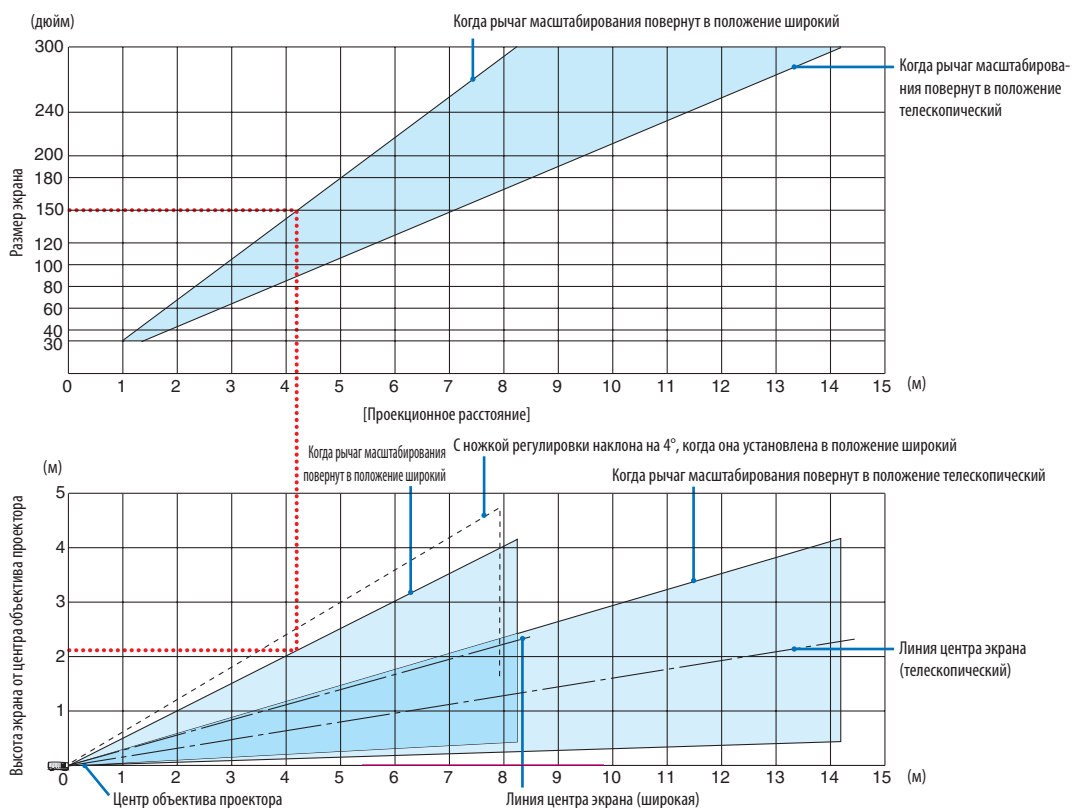 (дюйм)
Когда рычаг масштабирования повернут в положение широкий
300
240
200
180
150
120
100
80
60
40
30
Размер экрана
Когда рычаг масштабирова-
ния повернут в положение
телескопический
0 1 2 3 4 5 6 7 8 9 10 11 12 13 14 15 (м)
[Проекционное расстояние]
(м)
Когда рычаг масштабирования
повернут в положение широкий
С ножкой регулировки наклона на 4°, когда она установлена в положение широкий
Когда рычаг масштабирования повернут в положение телескопический
5
4
3
2
1
Высота экрана от центра объектива проектора
Линия центра экрана
(телескопический)
0 1 2 3 4 5 6 7 8 9 10 11 12 13 14 15 (м)
Центр объектива проектора
Линия центра экрана (широкая)